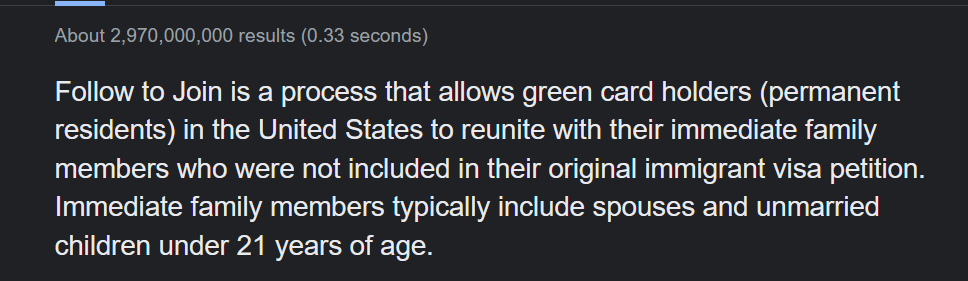 About 2,970,000,000 results (0.33 seconds)
Follow to Join is a process that allows green card holders (permanent
residents) in the United States to reunite with their immediate family
members who were not included in their original immigrant visa petition.
Immediate family members typically include spouses and unmarried
children under 21 years of age.